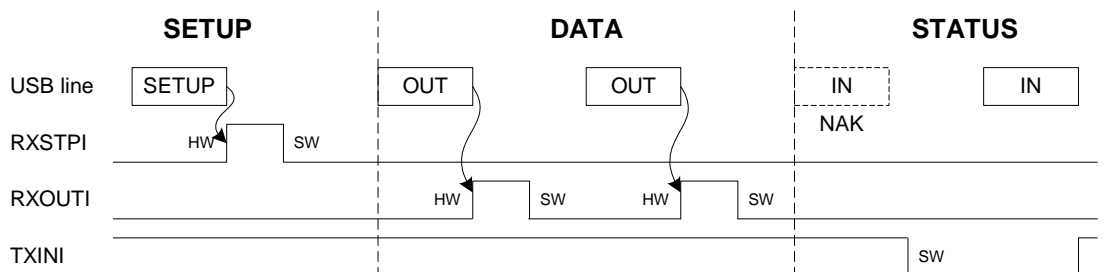 SETUP DATA STATUS
USB line SETUP OUT OUT IN IN
NAK
RXSTPI HW SW
RXOUTI HW SW HW SW
TXINI SW